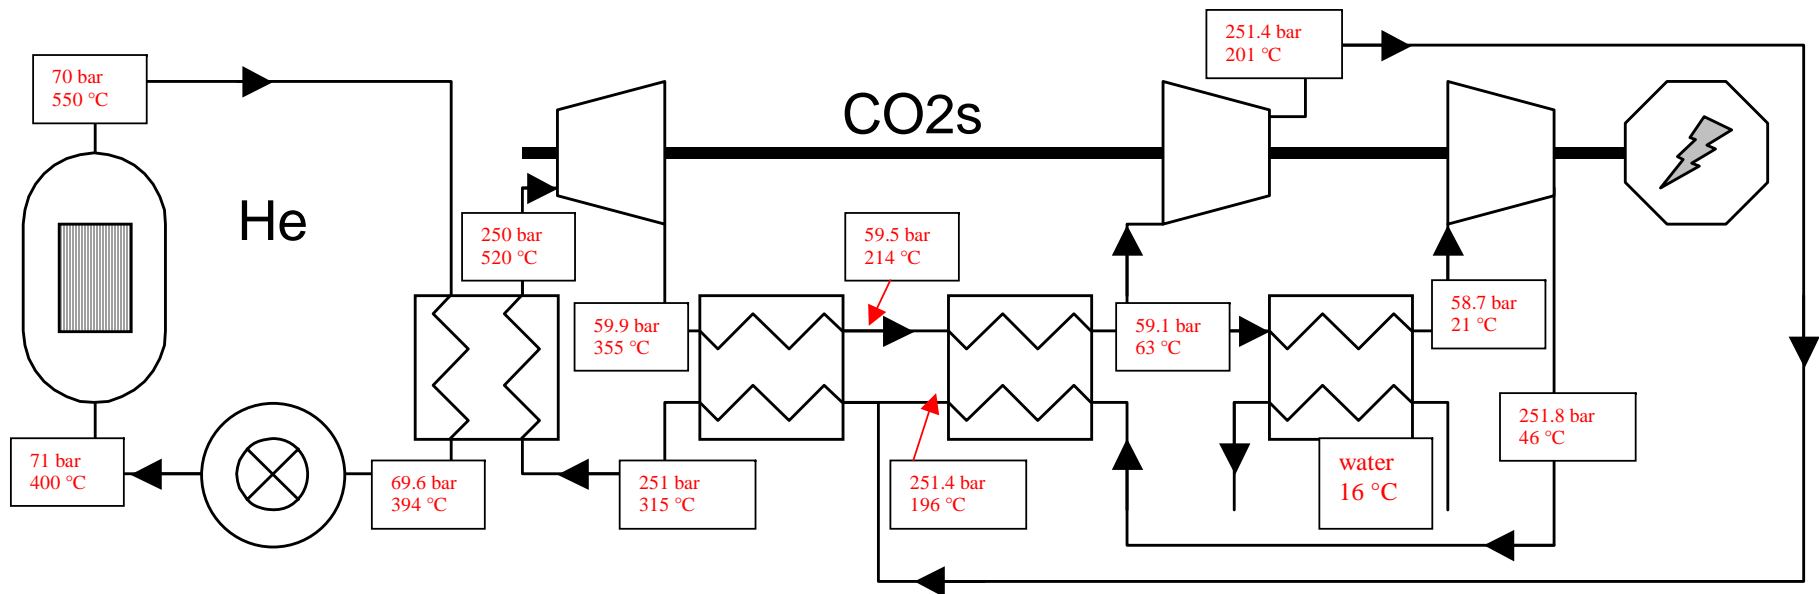 251.4 bar
201 °C
70 bar
550 °C
CO2s
He
250 bar
520 °C
59.5 bar
214 °C
59.9 bar
355 °C
59.1 bar
63 °C
58.7 bar
21 °C
251.8 bar
46 °C
71 bar
400 °C
69.6 bar
394 °C
251 bar
315 °C
251.4 bar
196 °C
water
16 °C